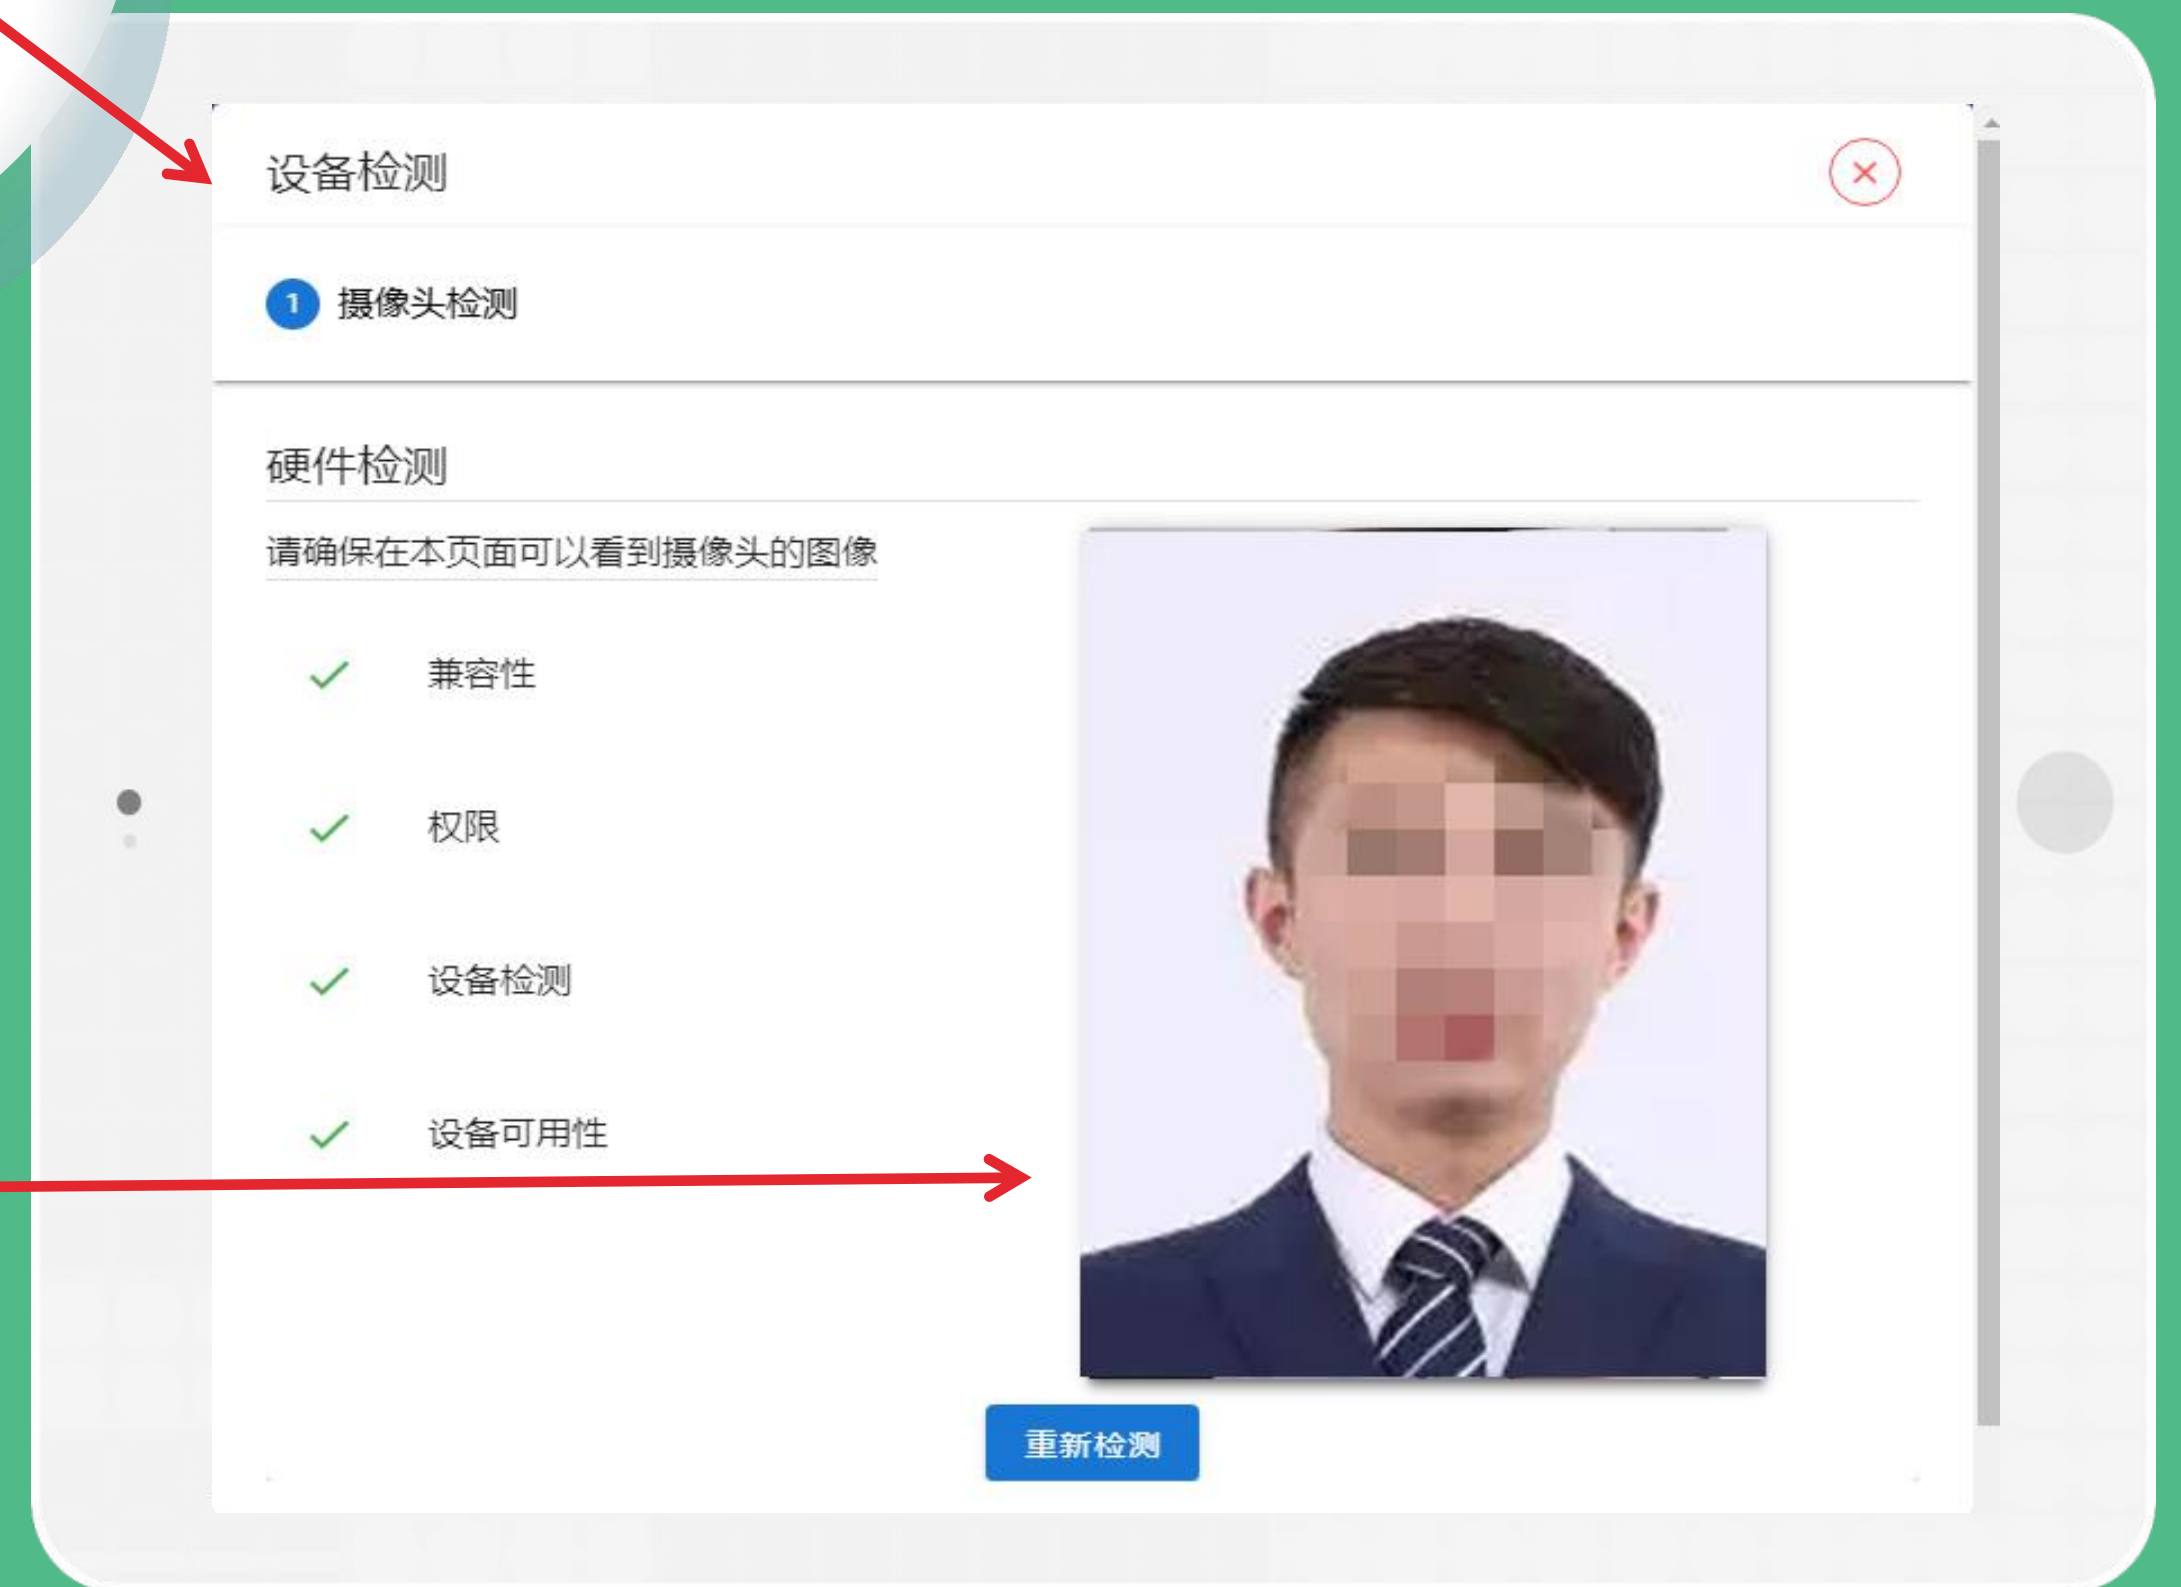 设备检测
1 摄像头检测
硬件检测
请确保在本页面可以看到摄像头的图像
兼容性
权限
设备检测
设备可用性
重新检测